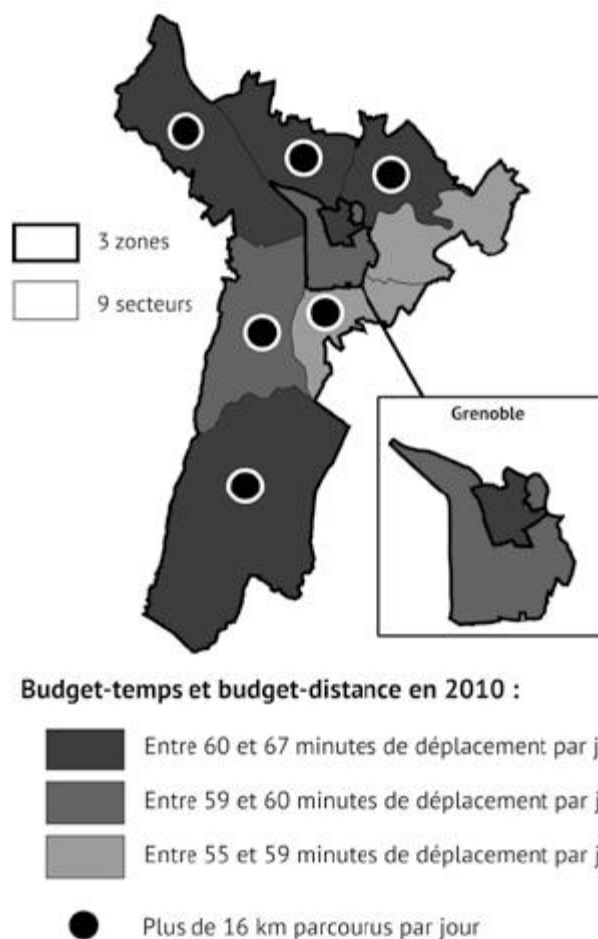 3 zones
9 secteurs
Grenoble
Budget-temps et budget-distance en 2010 :
Entre 60 et 67 minutes de déplacement par j
Entre 59 et 60 minutes de déplacement par j
Entre 55 et 59 minutes de déplacement par j
Plus de 16 km parcourus par jour